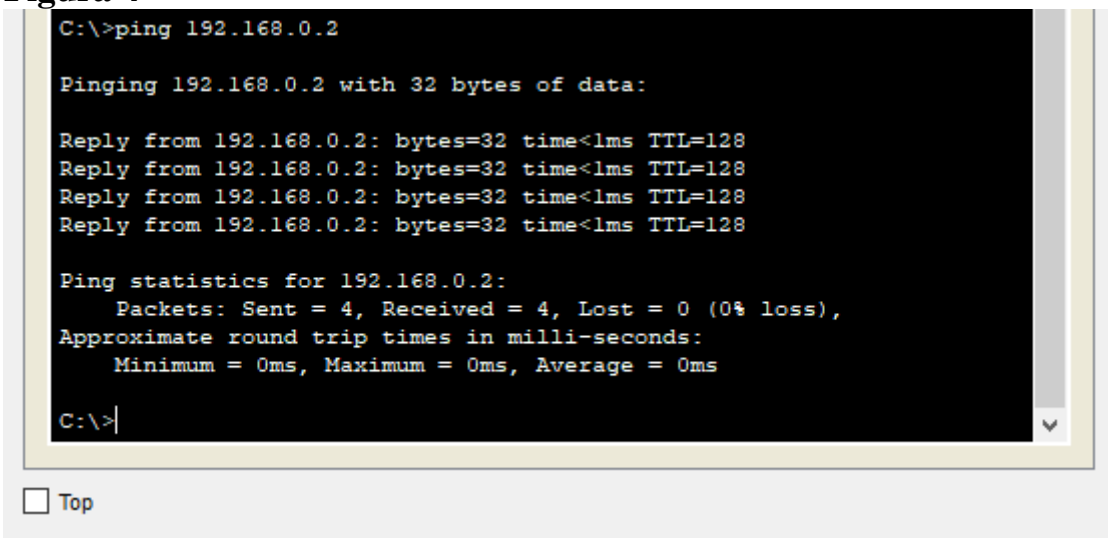 C:\>ping 192.168.0.2
Pinging 192.168.0.2 with 32 bytes of data:
Reply from 192.168.0.2: bytes=32 time<1ms TTL=128
Reply from 192.168.0.2: bytes=32 time<1ms TTL=128
Reply from 192.168.0.2: bytes=32 time<1ms TTL=128
Reply from 192.168.0.2: bytes=32 time<1ms TTL=128
Ping statistics for 192.168.0.2:
Packets: Sent = 4, Received = 4, Lost = 0 (0% loss),
Approximate round trip times in milli-seconds:
Minimum = 0ms, Maximum = 0ms, Average = 0ms
C:\>
Top